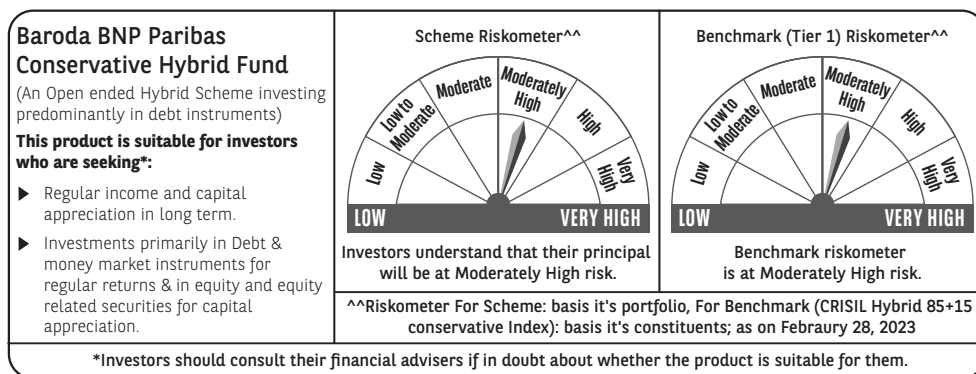 Baroda BNP Paribas
Conservative Hybrid Fund
(An Open ended Hybrid Scheme investing
predominantly in debt instruments)
This product is suitable for investors
who are seeking*:
▶ Regular income and capital
appreciation in long term.
▶ Investments primarily in Debt &
money market instruments for
regular returns & in equity and equity
related securities for capital
appreciation.
Scheme Riskometer^^
Low
Low to
Moderate
Moderate
Moderately
High
High
Very
High
LOW
VERY HIGH
Investors understand that their principal
will be at Moderately High risk.
Benchmark (Tier 1) Riskometer^^
Low
Low to
Moderate
Moderate
Moderately
High
High
Very
High
LOW
VERY HIGH
Benchmark riskometer
is at Moderately High risk.
^^Riskometer For Scheme: basis it's portfolio, For Benchmark (CRISIL Hybrid 85+15
conservative Index): basis it's constituents; as on Febraury 28, 2023
*Investors should consult their financial advisers if in doubt about whether the product is suitable for them.